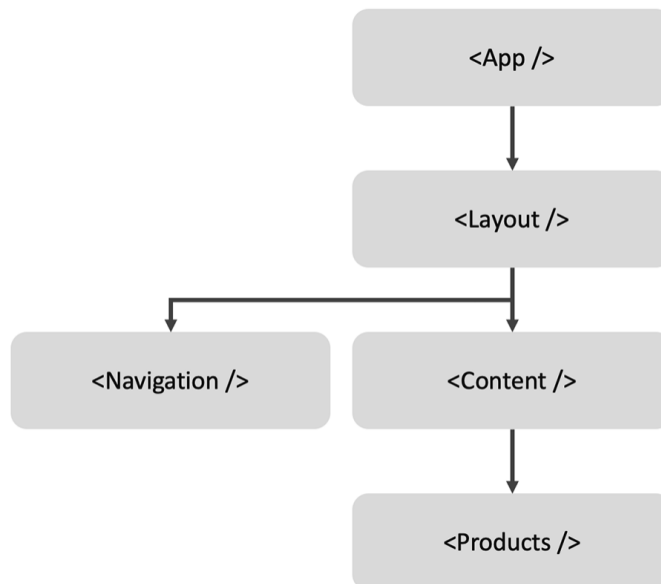 <App />
<Layout />
<Navigation />
<Content />
<Products />